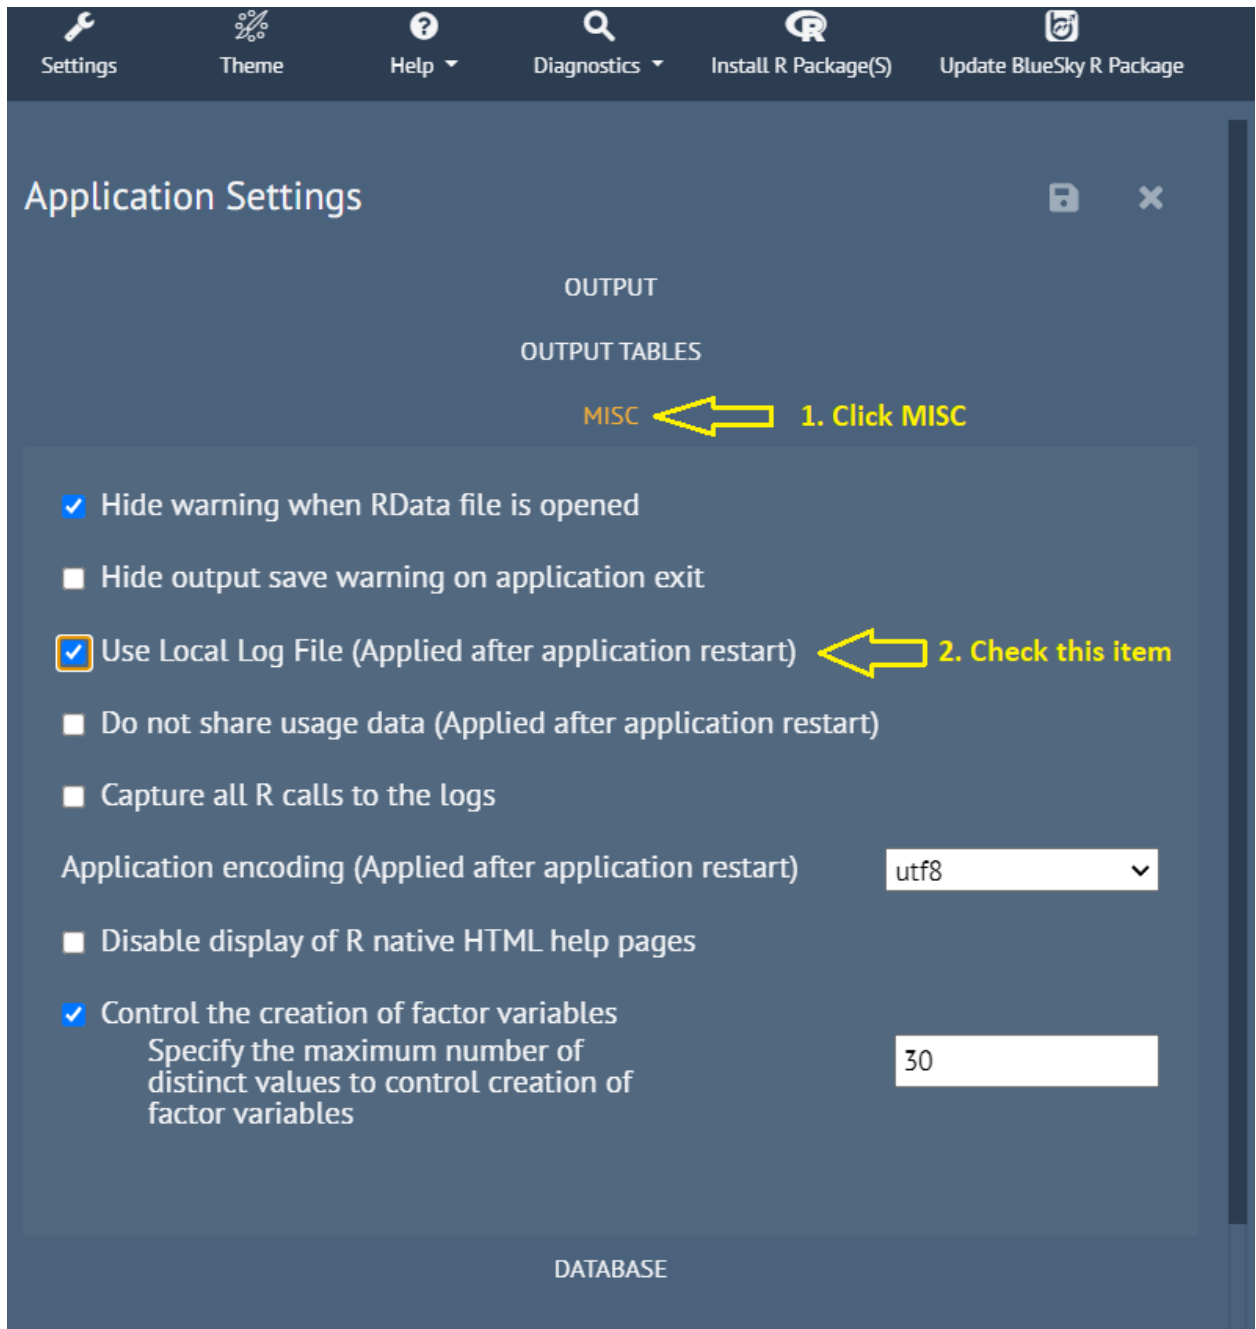 Settings Theme Help Diagnostics Install R Package(S) Update BlueSky R Package
Application Settings
OUTPUT
OUTPUT TABLES
MISC 1. Click MISC
Hide warning when RData file is opened
Hide output save warning on application exit
Use Local Log File (Applied after application restart) 2. Check this item
Do not share usage data (Applied after application restart)
Capture all R calls to the logs
Application encoding (Applied after application restart) utf8
Disable display of R native HTML help pages
Control the creation of factor variables
Specify the maximum number of
distinct values to control creation of
factor variables
30
DATABASE